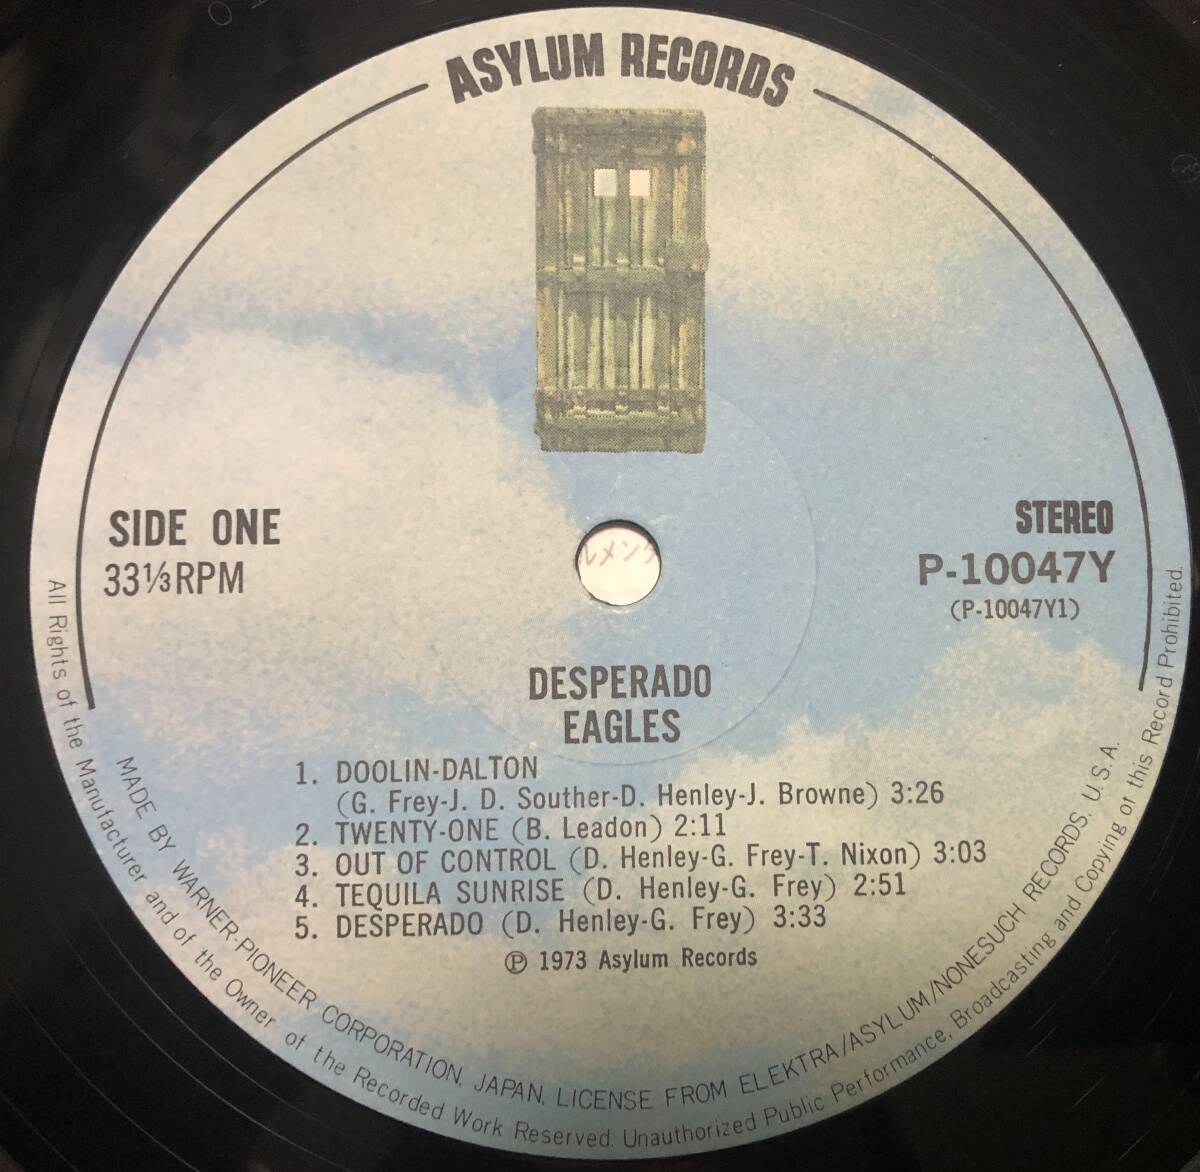 ASYLUM RECORDS
SIDE ONE
33⅓RPM
STEREO
P-10047Y
(P-10047Y1)
ルメング
DESPERADO
EAGLES
1. DOOLIN-DALTON
(G. Frey-J. D. Souther-D. Henley-J. Browne) 3:26
2. TWENTY-ONE (B. Leadon) 2:11
3. OUT OF CONTROL (D. Henley-G. Frey-T. Nixon) 3:03
4. TEQUILA SUNRISE (D. Henley-G. Frey) 2:51
5. DESPERADO (D. Henley-G. Frey) 3:33
℗ 1973 Asylum Records
MADE BY WARNER-PIONEER CORPORATION, JAPAN. LICENSE FROM ELEKTRA/ASYLUM/NONESUCH RECORDS, U.S.A.
All Rights of the Manufacturer and of the Owner of the Recorded Work Reserved. Unauthorized Public Performance, Broadcasting and Copying of this Record Prohibited.